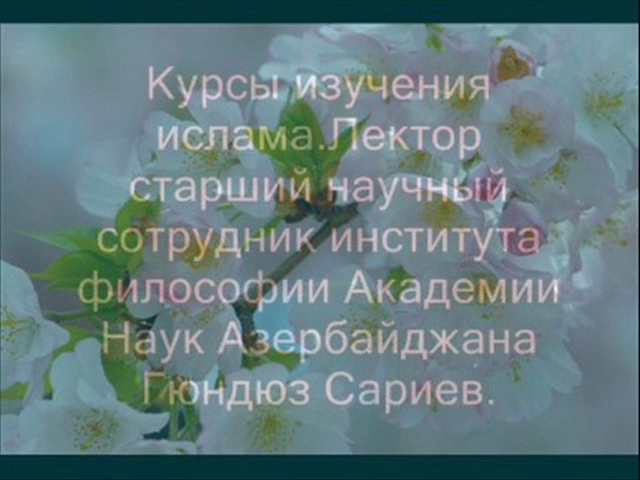 Курсы изучения
ислама.Лектор
старший научный
сотрудник института
философии Академии
Наук Азербайджана
Гюндюз Сариев.